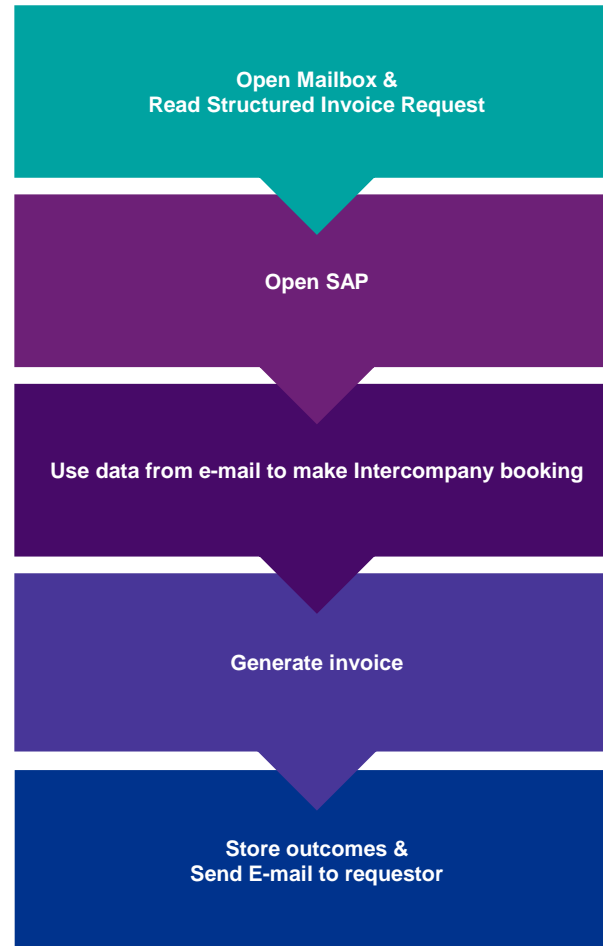 Open Mailbox &
Read Structured Invoice Request
Open SAP
Use data from e-mail to make Intercompany booking
Generate invoice
Store outcomes &
Send E-mail to requestor